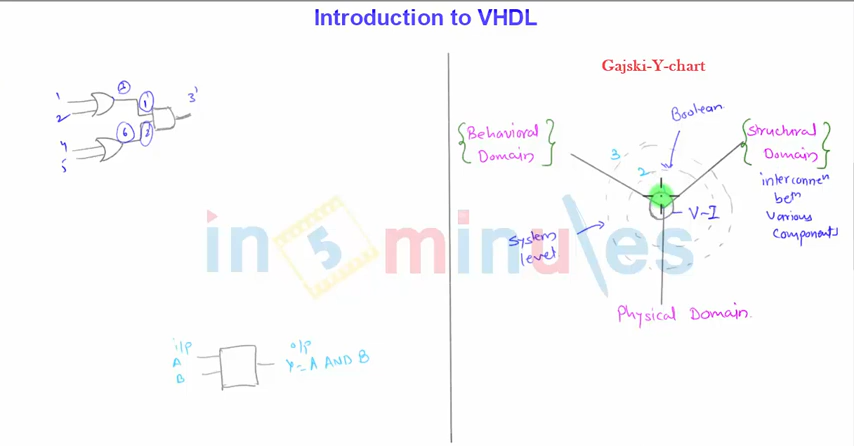 Introduction to VHDL
1
2
4
5
6
1
2
3'
in 5 minutes
i/p
A
B
o/p
Y = A AND B
Gajski-Y-chart
Boolean
Behavioral
Domain
Structural
Domain
interconnen
betn
various
components
3
2
V-I
System
level
Physical Domain.